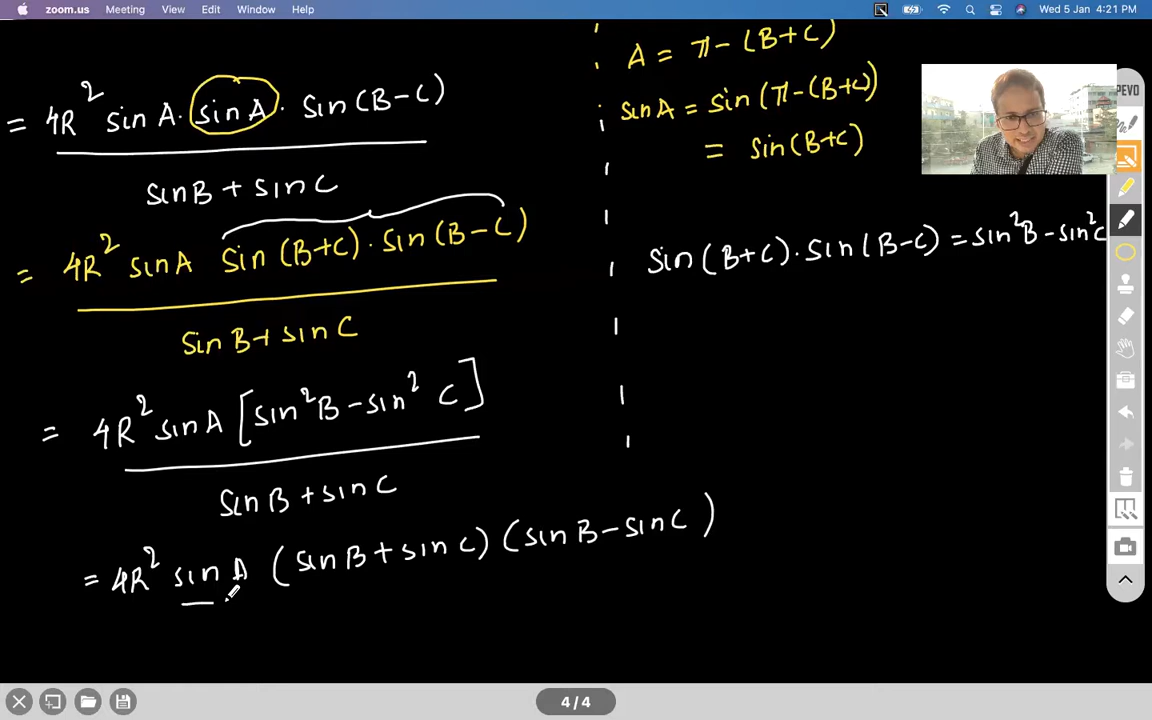 zoom.us Meeting View Edit Window Help Wed 5 Jan 4:21 PM
= 4R² sin A · sin A · sin(B−C)
sinB + sin C
= 4R² sinA sin (B+C) · sin (B−C)
sin B + sin C
= 4R² sin A [sin²B − sin² C]
sin B + sin C
= 4R² sin A (sin B + sin C) (sin B − sin C)
A = π − (B+C)
sin A = sin (π − (B+C))
= sin(B+C)
sin (B+C) · sin (B−C) = sin²B − sin²C
4/4